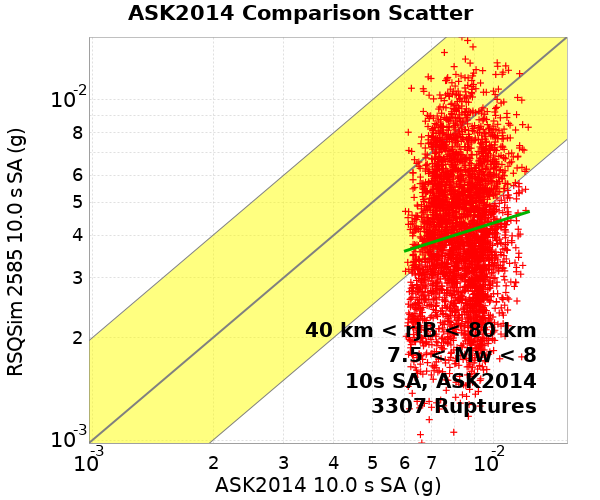 ASK2014 Comparison Scatter
RSQSim 2585 10.0 s SA (g)
10-2
8
6
5
4
3
2
10-3
40 km < rJB < 80 km
7.5 < Mw < 8
10s SA, ASK2014
3307 Ruptures
10-3 2 3 4 5 6 7 10-2
ASK2014 10.0 s SA (g)